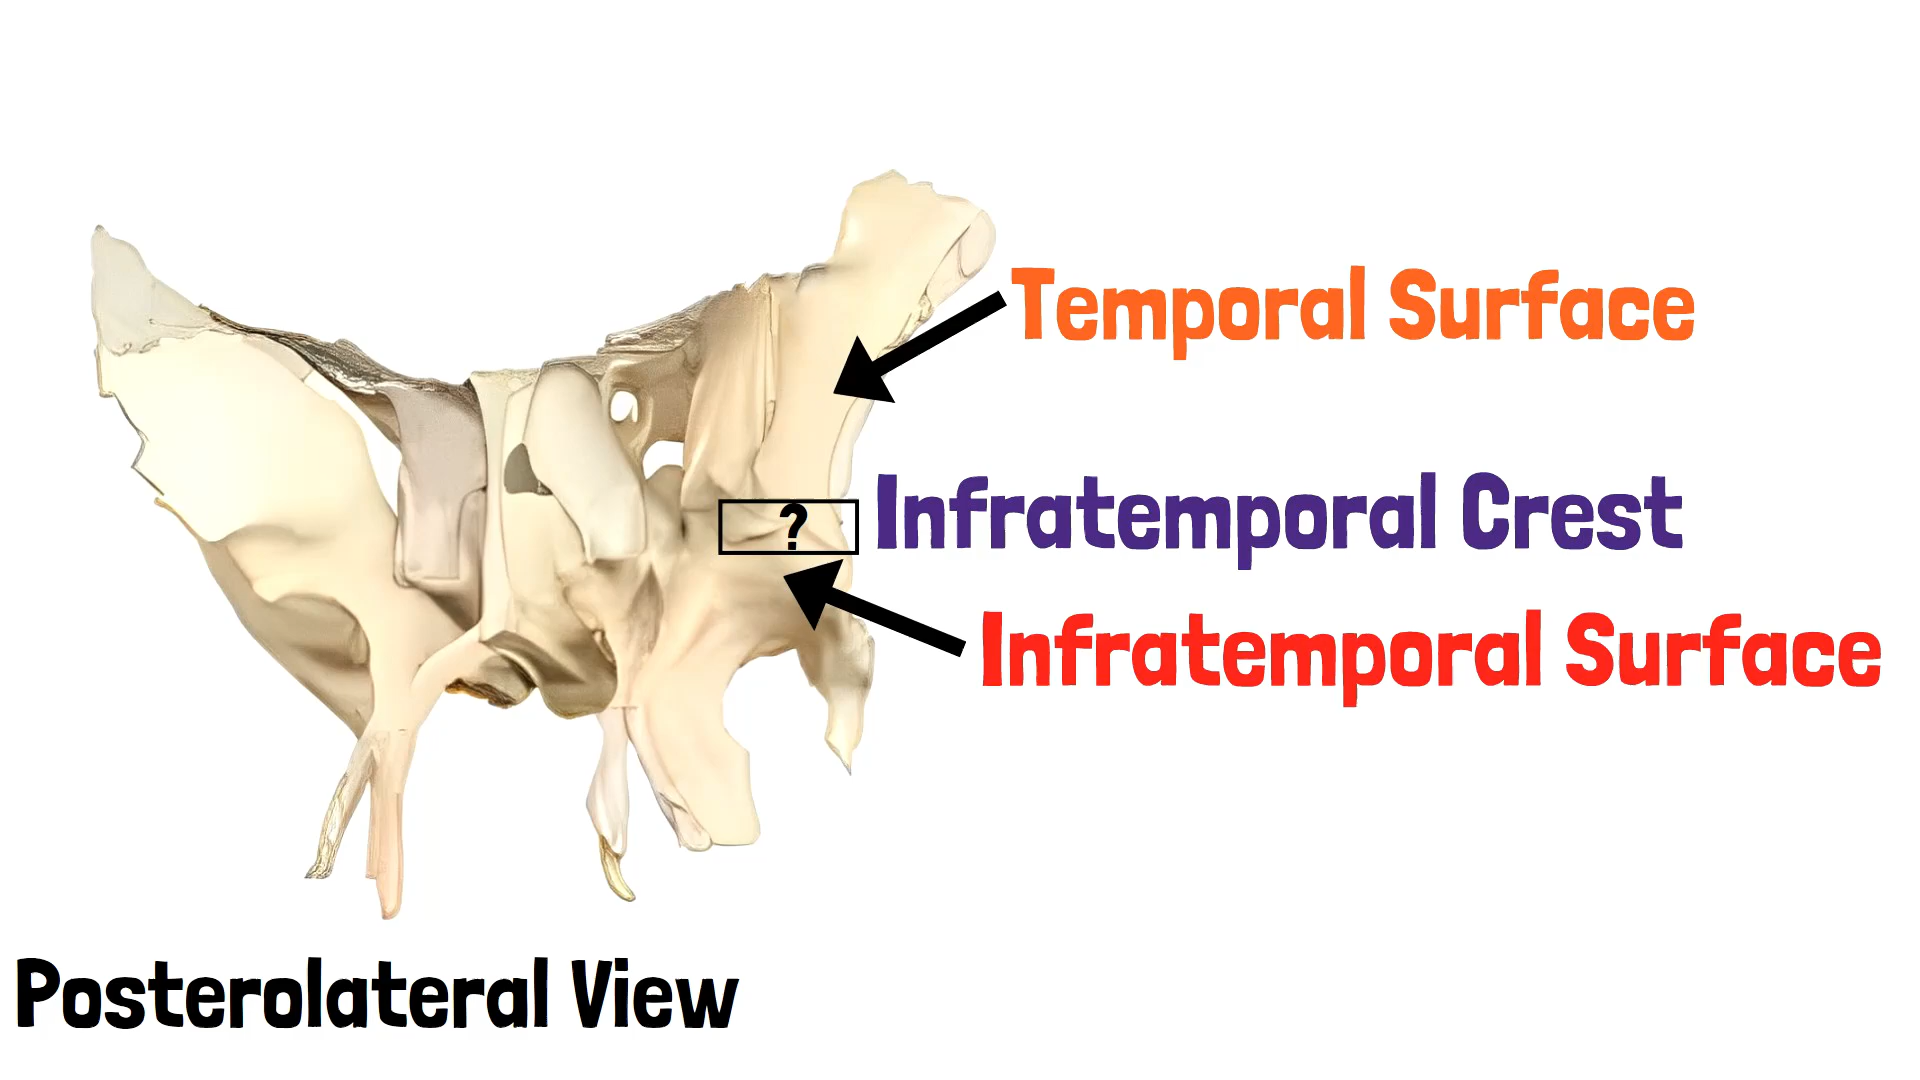 Temporal Surface
? Infratemporal Crest
Infratemporal Surface
Posterolateral View